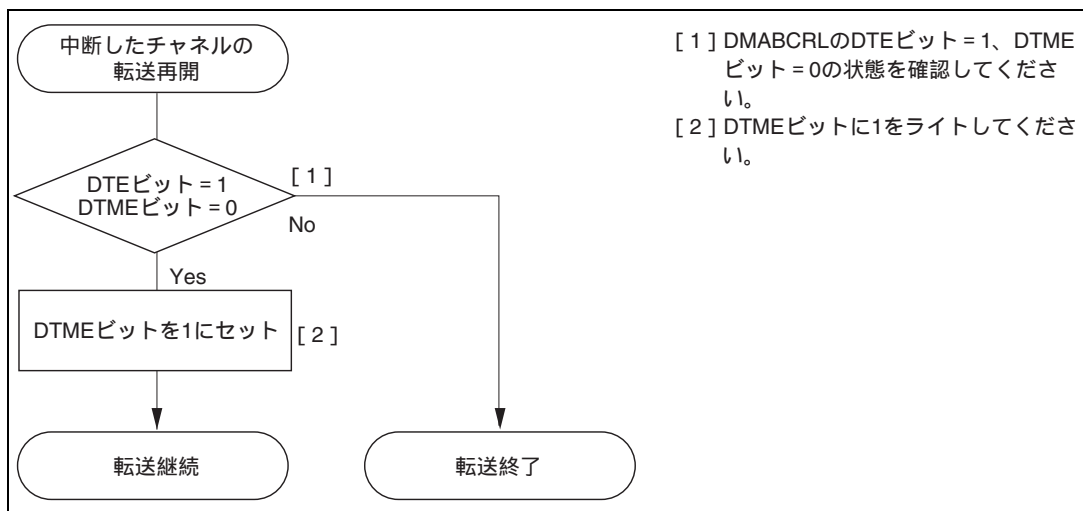 中断したチャネルの
転送再開
DTEビット = 1
DTMEビット = 0
[ 1 ]
No
Yes
DTMEビットを1にセット
[ 2 ]
転送継続
転送終了
[ 1 ] DMABCRLのDTEビット = 1、DTME
ビット = 0の状態を確認してくださ
い。
[ 2 ] DTMEビットに1をライトしてくださ
い。